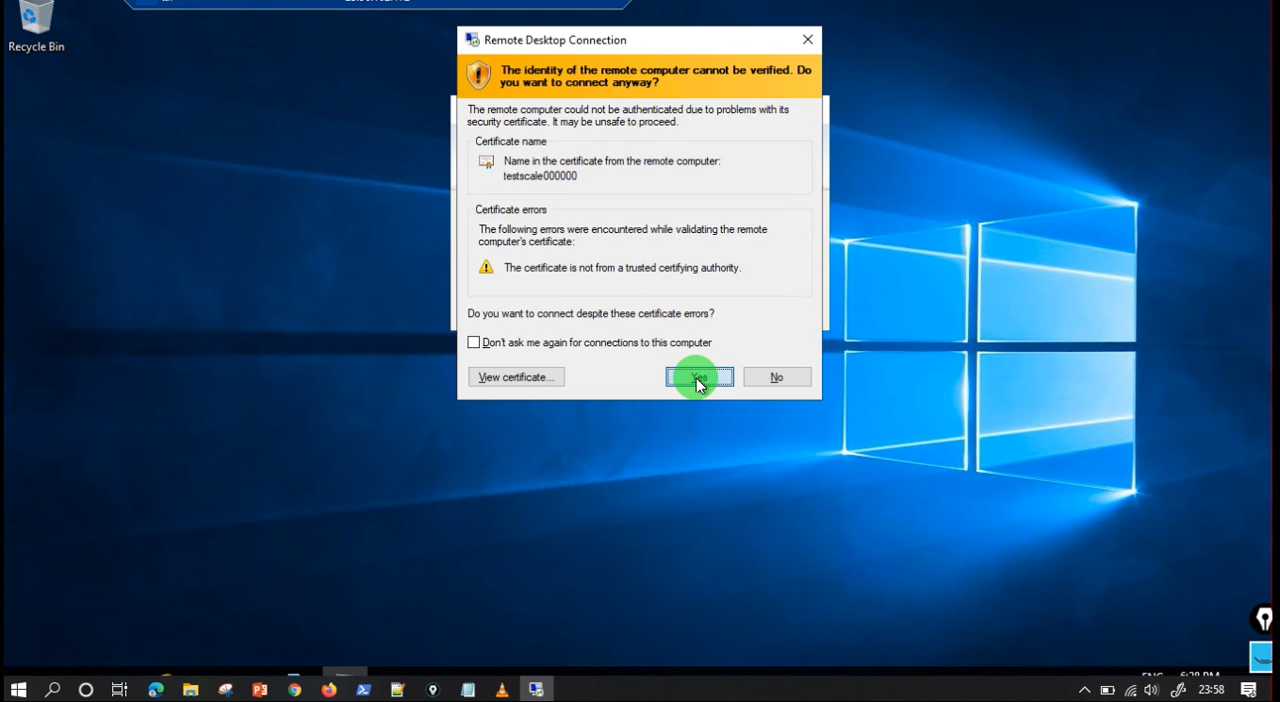 Recycle Bin
Remote Desktop Connection
The identity of the remote computer cannot be verified. Do
you want to connect anyway?
The remote computer could not be authenticated due to problems with its
security certificate. It may be unsafe to proceed.
Certificate name
Name in the certificate from the remote computer:
testscale000000
Certificate errors
The following errors were encountered while validating the remote
computer's certificate:
The certificate is not from a trusted certifying authority.
Do you want to connect despite these certificate errors?
Don't ask me again for connections to this computer
View certificate...
Yes
No
23:58